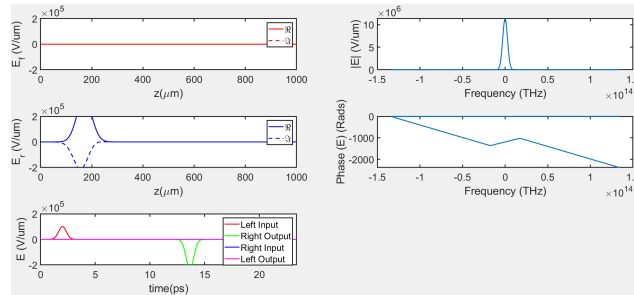 ×10⁵
E_f (V/um)
2
0
-2
0 200 400 600 800 1000
z(μm)
ℜ
ℑ
×10⁵
E_r (V/um)
2
0
-2
0 200 400 600 800 1000
z(μm)
ℜ
ℑ
×10⁵
E (V/um)
2
0
-2
0 5 10 15 20
time(ps)
Left Input
Right Output
Right Input
Left Output
×10⁶
|E| (V/um)
10
5
0
-1.5 -1 -0.5 0 0.5 1 1.
Frequency (THz)
×10¹⁴
Phase (E) (Rads)
0
-1000
-2000
-1.5 -1 -0.5 0 0.5 1 1.
Frequency (THz)
×10¹⁴